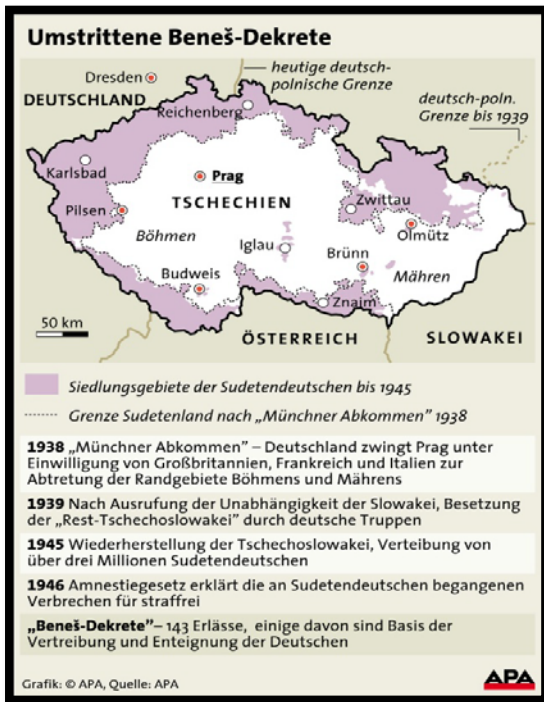 Umstrittene Beneš-Dekrete
heutige deutsch-
polnische Grenze
Dresden
DEUTSCHLAND
deutsch-poln.
Grenze bis 1939
Reichenberg
Karlsbad
Prag
TSCHECHIEN
Zwittau
Pilsen
Olmütz
Böhmen
Iglau
Brünn
Mähren
Budweis
Znaim
50 km
ÖSTERREICH
SLOWAKEI
Siedlungsgebiete der Sudetendeutschen bis 1945
Grenze Sudetenland nach „Münchner Abkommen” 1938
1938 „Münchner Abkommen” – Deutschland zwingt Prag unter
Einwilligung von Großbritannien, Frankreich und Italien zur
Abtretung der Randgebiete Böhmens und Mährens
1939 Nach Ausrufung der Unabhängigkeit der Slowakei, Besetzung
der „Rest-Tschechoslowakei” durch deutsche Truppen
1945 Wiederherstellung der Tschechoslowakei, Verteibung von
über drei Millionen Sudetendeutschen
1946 Amnestiegesetz erklärt die an Sudetendeutschen begangenen
Verbrechen für straffrei
„Beneš-Dekrete”– 143 Erlässe, einige davon sind Basis der
Vertreibung und Enteignung der Deutschen
Grafik: © APA, Quelle: APA
APA